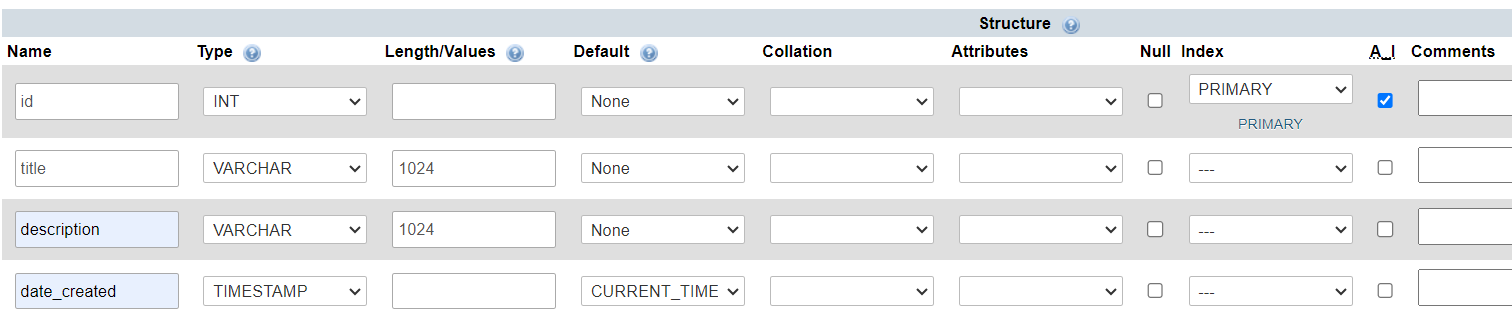 Structure
Name Type Length/Values Default Collation Attributes Null Index A_I Comments
id INT None PRIMARY
PRIMARY
title VARCHAR 1024 None ---
description VARCHAR 1024 None ---
date_created TIMESTAMP CURRENT_TIME ---